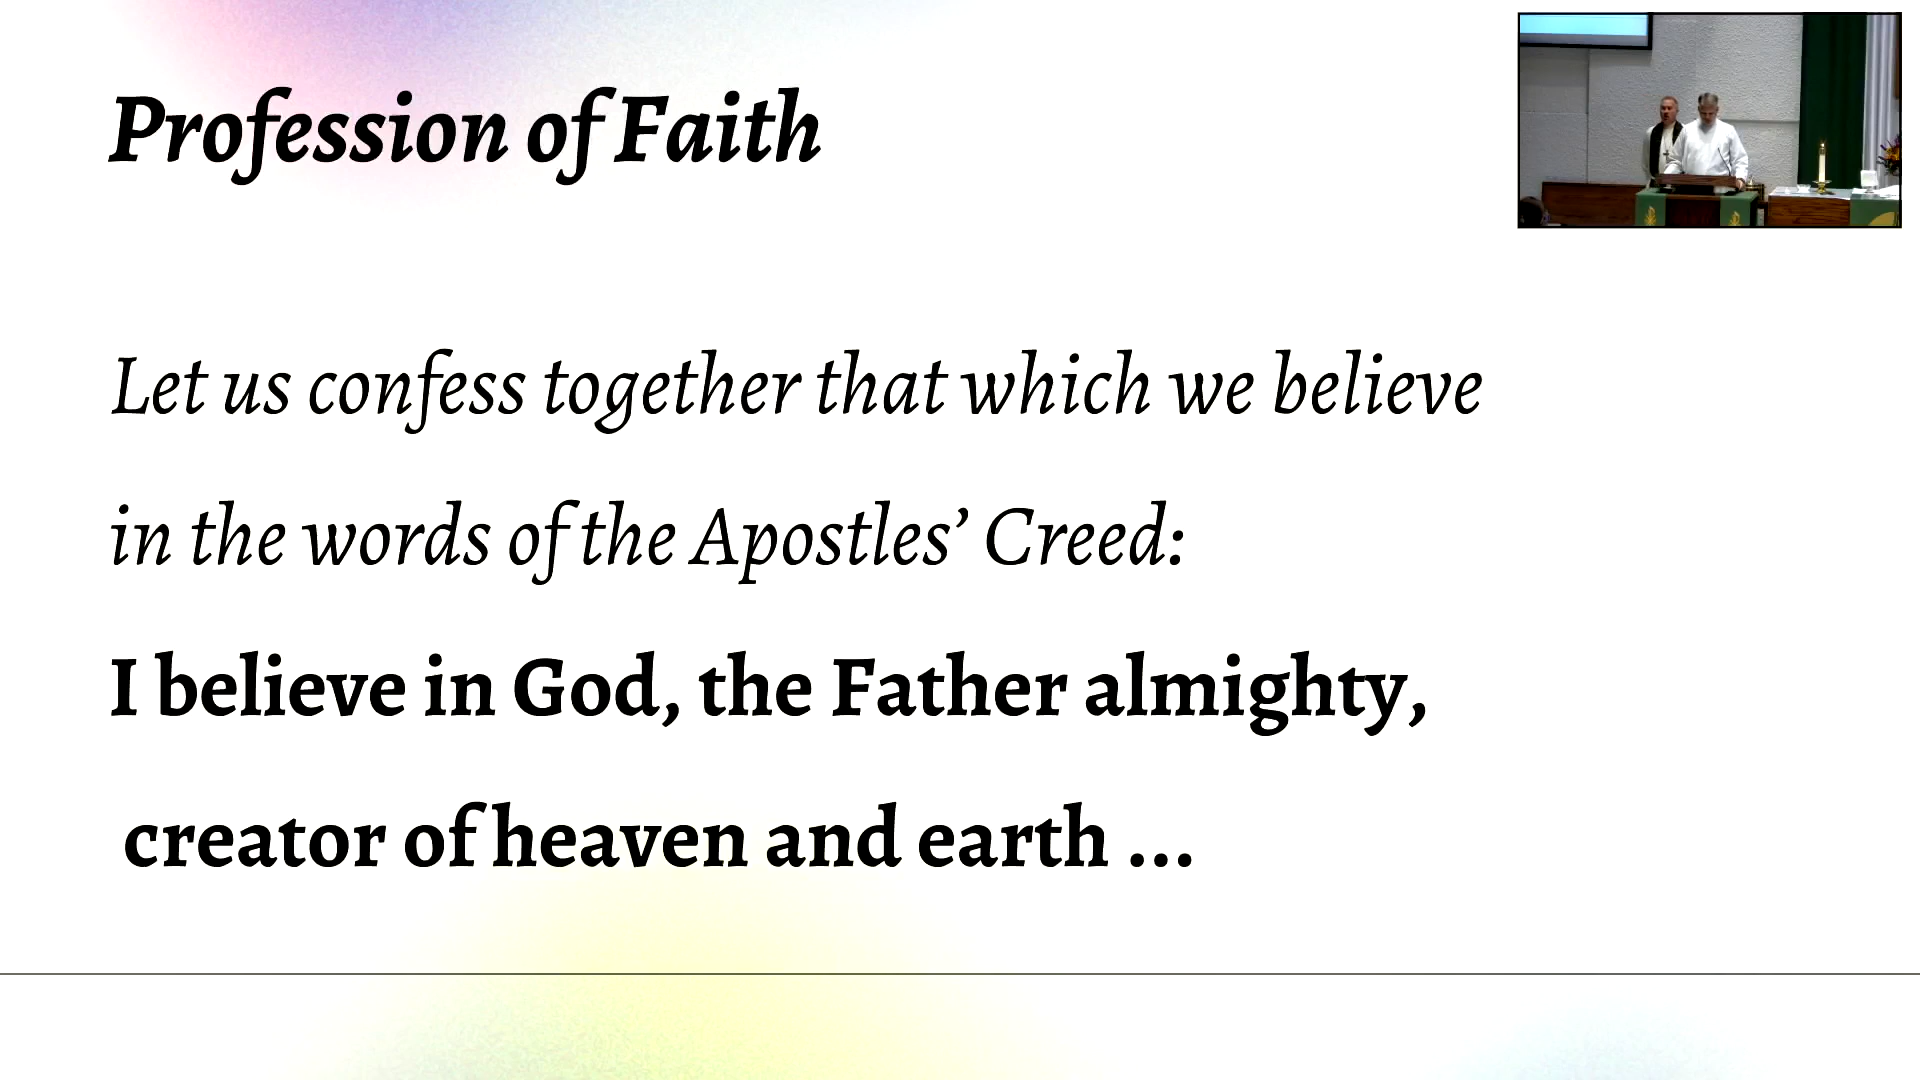 Profession of Faith
Let us confess together that which we believe
in the words of the Apostles’ Creed:
I believe in God, the Father almighty,
creator of heaven and earth ...